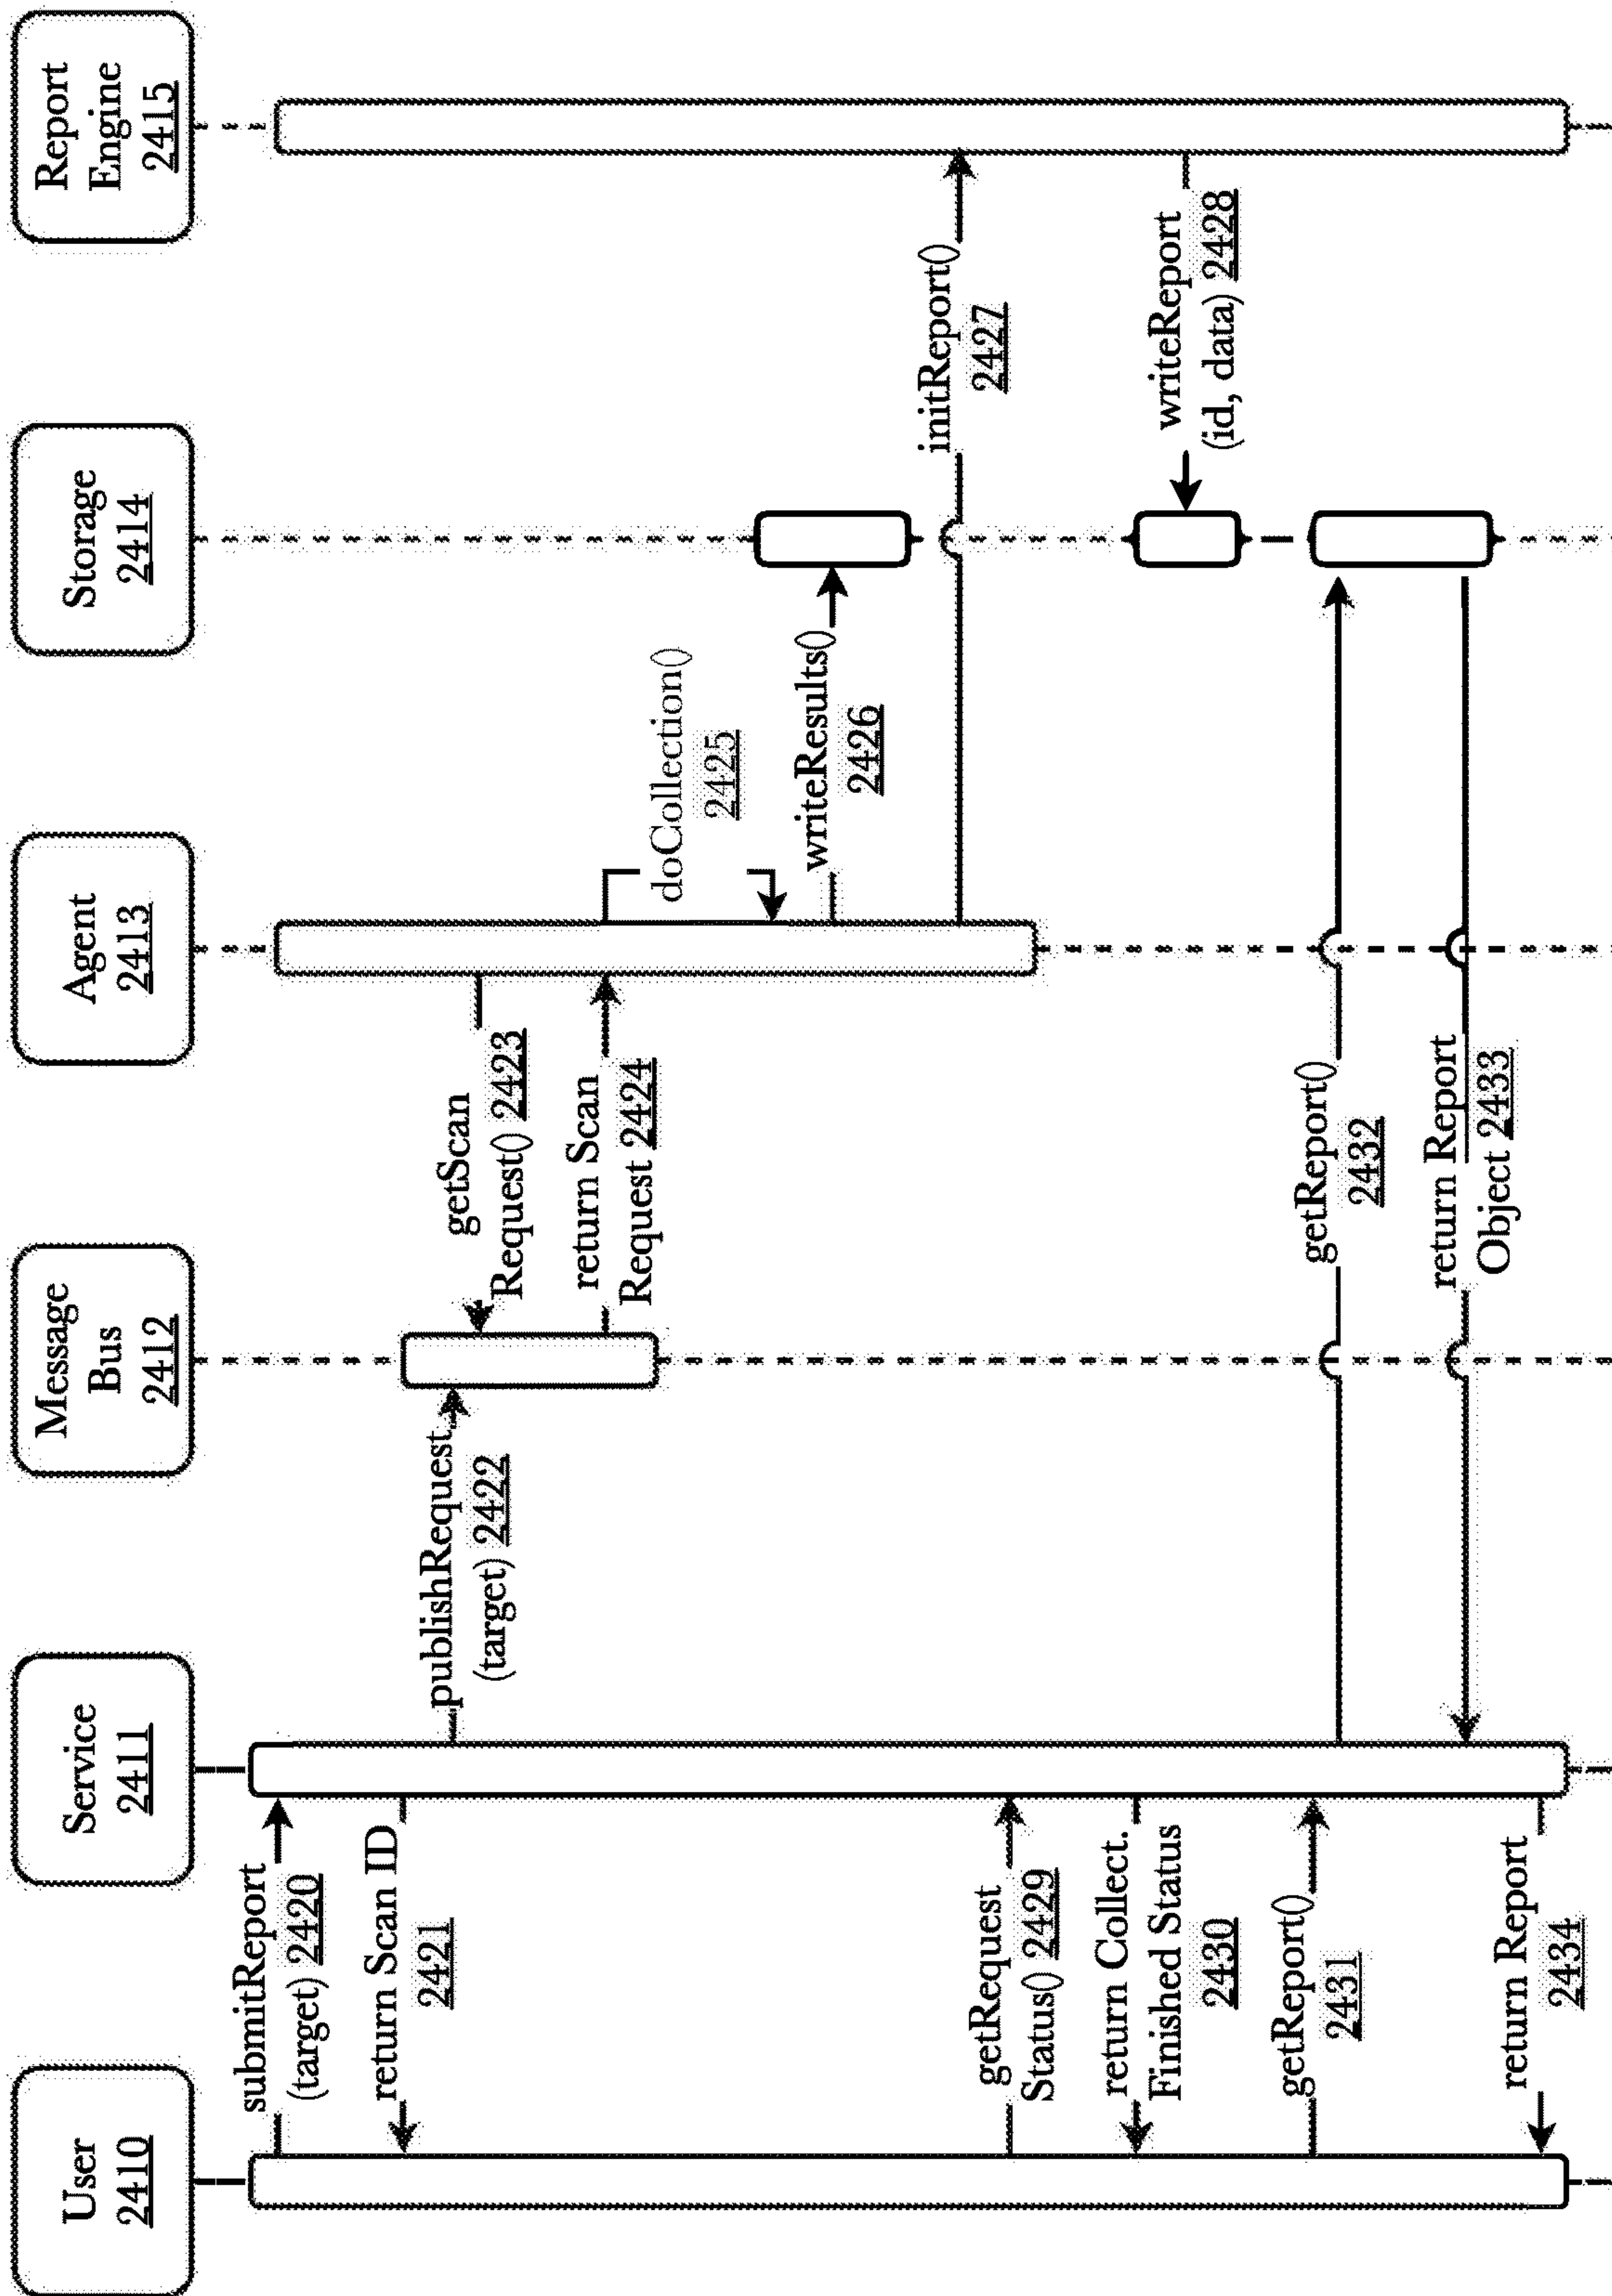 User
2410
Service
2411
Message
Bus
2412
Agent
2413
Storage
2414
Report
Engine
2415
submitReport
(target) 2420
return Scan ID
2421
publishRequest
(target) 2422
getScan
Request() 2423
return Scan
Request 2424
doCollection()
2425
writeResults()
2426
initReport()
2427
getRequest
Status() 2429
return Collect.
Finished Status
2430
writeReport
(id, data) 2428
getReport()
2431
getReport()
2432
return Report
Object 2433
return Report
2434